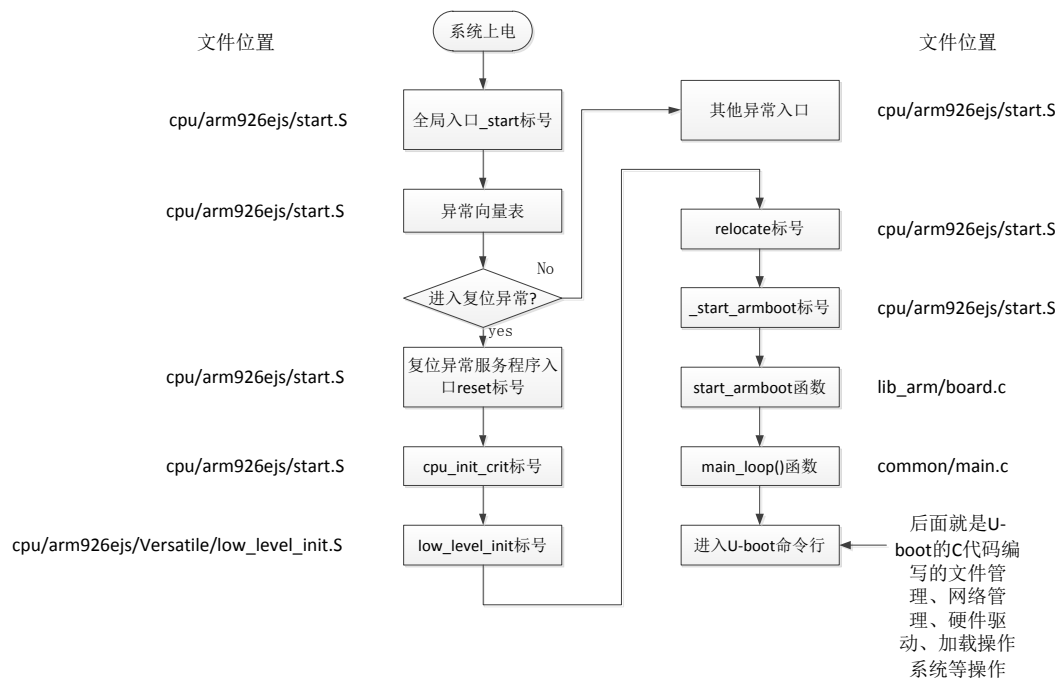 文件位置
系统上电
文件位置
cpu/arm926ejs/start.S
全局入口_start标号
其他异常入口
cpu/arm926ejs/start.S
cpu/arm926ejs/start.S
异常向量表
relocate标号
cpu/arm926ejs/start.S
No
进入复位异常?
yes
_start_armboot标号
cpu/arm926ejs/start.S
cpu/arm926ejs/start.S
复位异常服务程序入
口reset标号
start_armboot函数
lib_arm/board.c
cpu/arm926ejs/start.S
cpu_init_crit标号
main_loop()函数
common/main.c
cpu/arm926ejs/Versatile/low_level_init.S
low_level_init标号
进入U-boot命令行
后面就是U-
boot的C代码编
写的文件管
理、网络管
理、硬件驱
动、加载操作
系统等操作